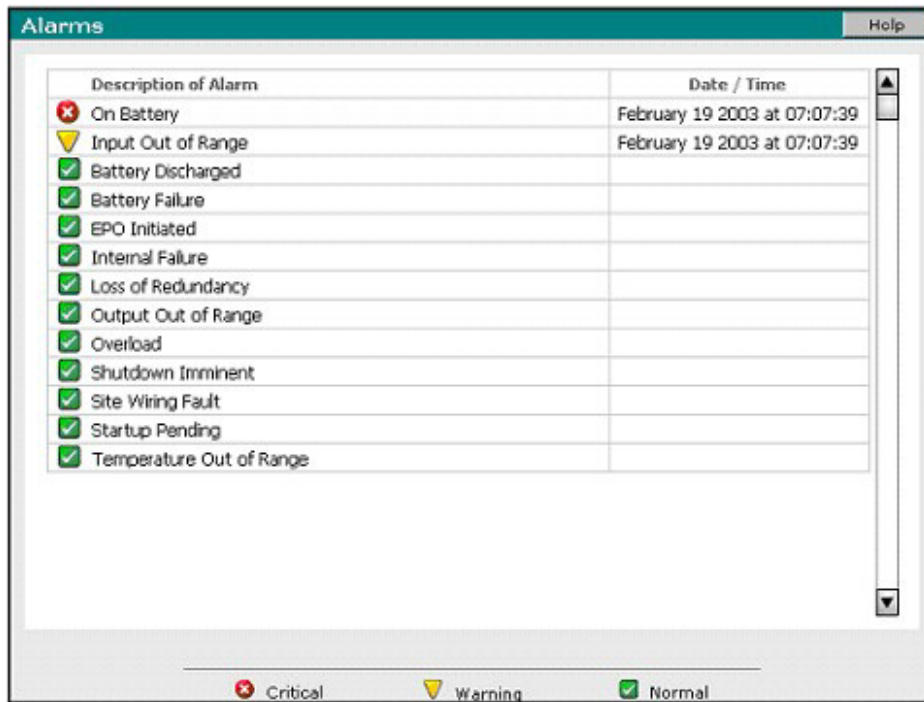 Alarms Help
Description of Alarm Date / Time
On Battery February 19 2003 at 07:07:39
Input Out of Range February 19 2003 at 07:07:39
Battery Discharged
Battery Failure
EPO Initiated
Internal Failure
Loss of Redundancy
Output Out of Range
Overload
Shutdown Imminent
Site Wiring Fault
Startup Pending
Temperature Out of Range
Critical Warning Normal